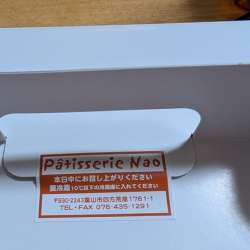 Pâtisserie Nao
本日中にお召し上がりください
要冷蔵10℃以下の冷蔵庫に入れてください
〒930-2243富山市四方荒屋1761-1
TEL・FAX 076-435-1291